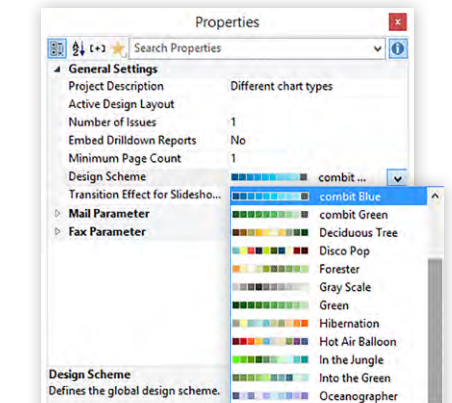 Properties
x
Search Properties
General Settings
Project Description Different chart types
Active Design Layout
Number of Issues 1
Embed Drilldown Reports No
Minimum Page Count 1
Design Scheme combit ...
Transition Effect for Slidesho...
combit Blue
Mail Parameter
combit Green
Fax Parameter
Deciduous Tree
Disco Pop
Forester
Gray Scale
Green
Hibernation
Hot Air Balloon
In the Jungle
Into the Green
Oceanographer
Design Scheme
Defines the global design scheme.